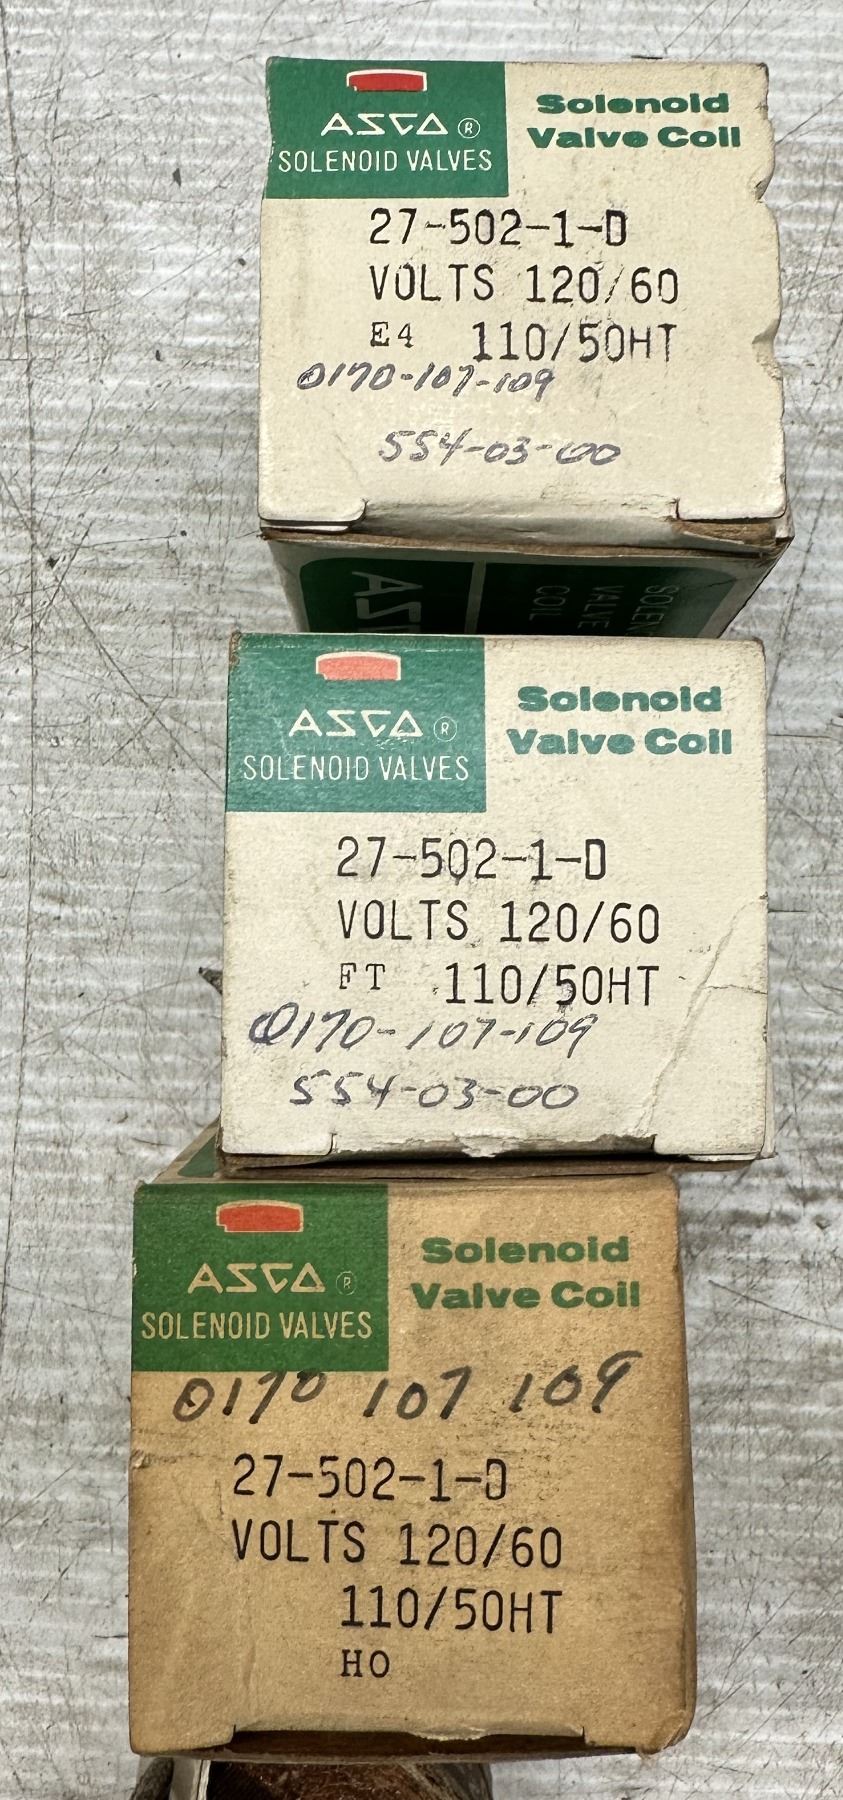 ASCO ®
SOLENOID VALVES
Solenoid
Valve Coil
27-502-1-D
VOLTS 120/60
E4 110/50HT
0170-107-109
554-03-00
SOLENOID
VALVE
COIL
ASCO ®
SOLENOID VALVES
Solenoid
Valve Coil
27-502-1-D
VOLTS 120/60
FT 110/50HT
0170-107-109
554-03-00
ASCO ®
SOLENOID VALVES
Solenoid
Valve Coil
0170 107 109
27-502-1-D
VOLTS 120/60
110/50HT
HO